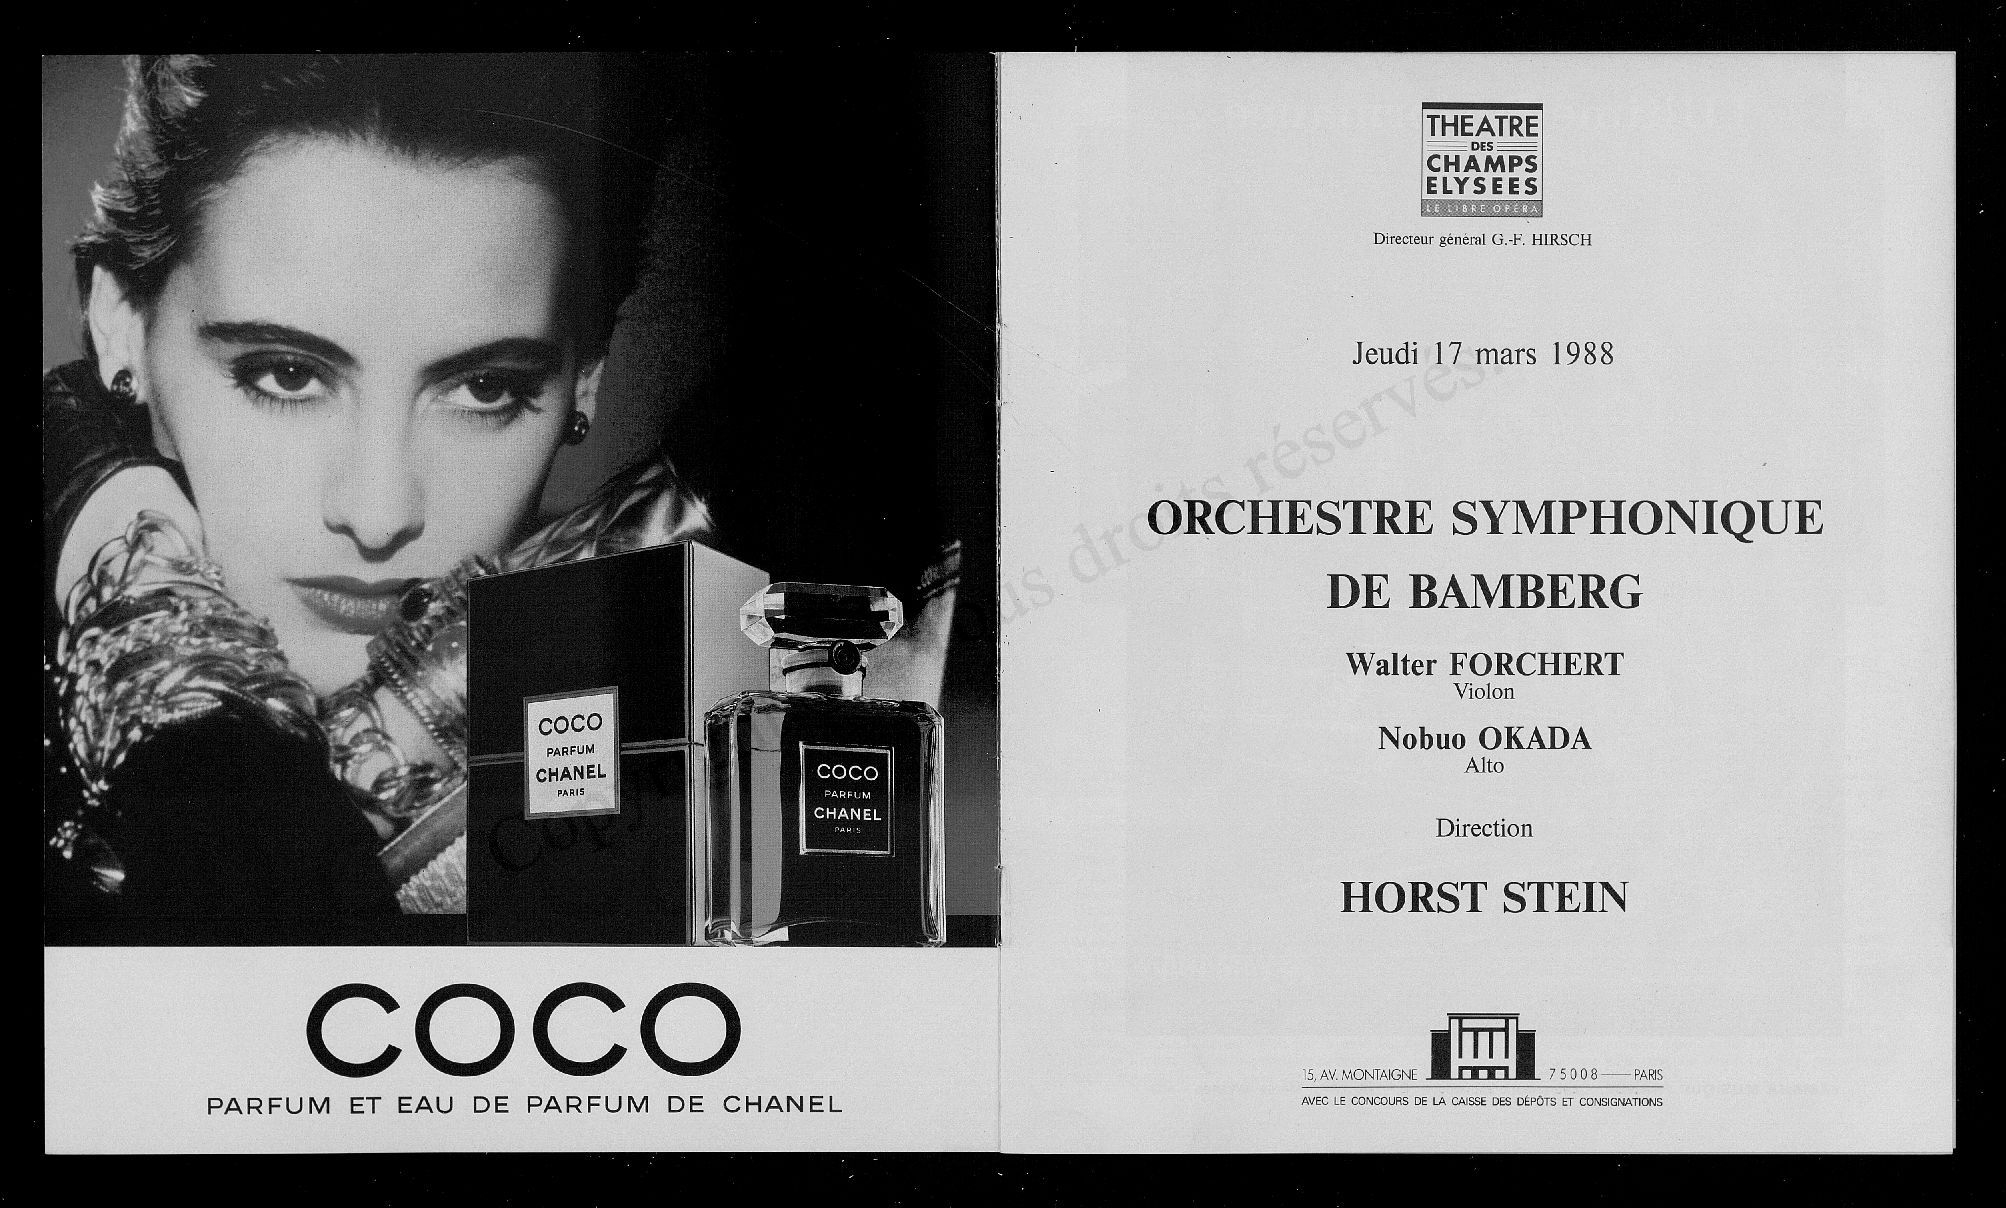 COCO
PARFUM
CHANEL
PARIS
COCO
PARFUM
CHANEL
PARIS
COCO
PARFUM ET EAU DE PARFUM DE CHANEL
THEATRE
DES
CHAMPS
ELYSEES
LE LIBRE OPÉRA
Directeur général G.-F. HIRSCH
Jeudi 17 mars 1988
ORCHESTRE SYMPHONIQUE
DE BAMBERG
Walter FORCHERT
Violon
Nobuo OKADA
Alto
Direction
HORST STEIN
15, AV. MONTAIGNE 75008 — PARIS
AVEC LE CONCOURS DE LA CAISSE DES DÉPÔTS ET CONSIGNATIONS
droits réservés.